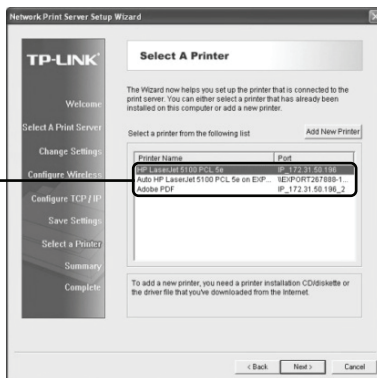 Network Print Server Setup Wizard
TP-LINK
Welcome
Select A Print Server
Change Settings
Configure Wireless
Configure TCP/IP
Save Settings
Select a Printer
Summary
Complete
Select A Printer
The Wizard now helps you set up the printer that is connected to the
print server. You can either select a printer that has already been
installed on this computer or add a new printer.
Select a printer from the following list
Add New Printer
Printer Name Port
HP LaserJet 5100 PCL 5e IP_172.31.50.196
Auto HP LaserJet 5100 PCL 5e on EXP... \\EXPORT267888-1...
Adobe PDF IP_172.31.50.196_2
To add a new printer, you need a printer installation CD/diskette or
the driver file that you've downloaded from the Internet.
< Back Next > Cancel